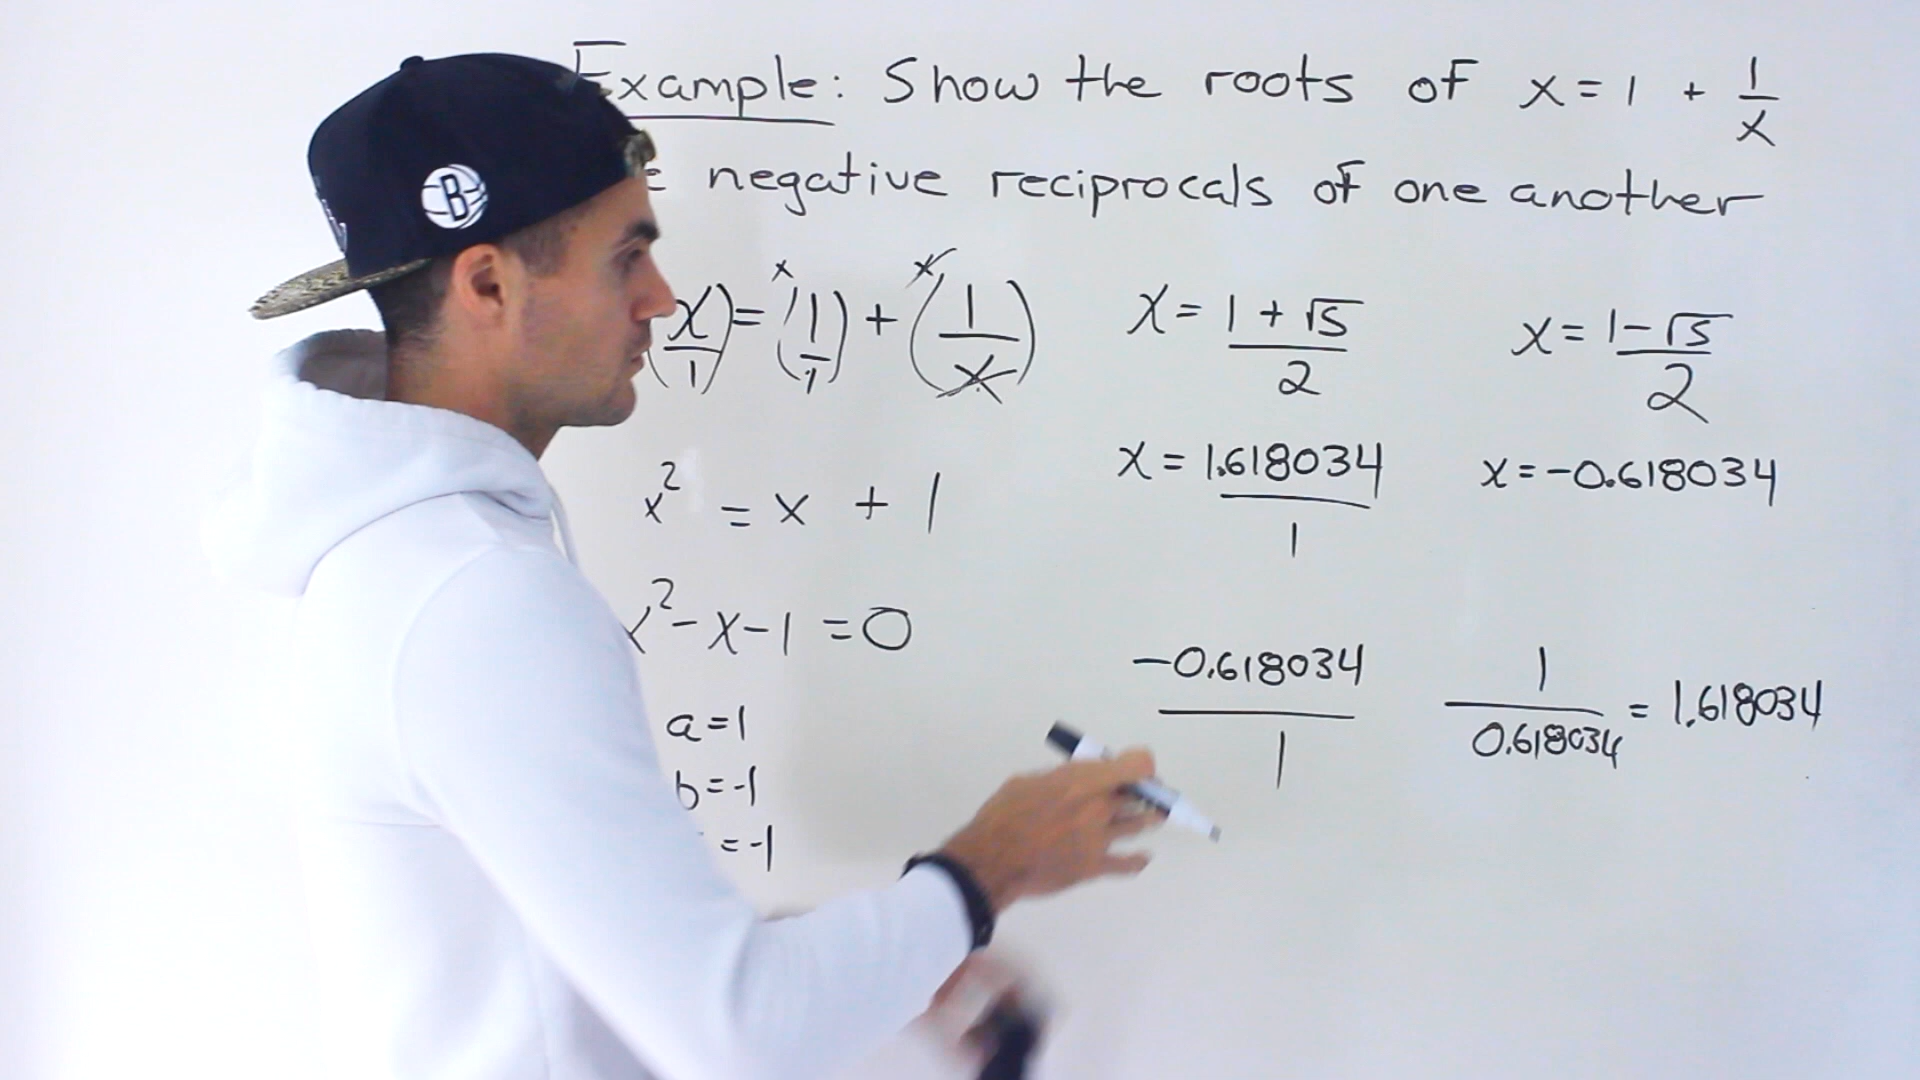 Example: Show the roots of x = 1 + 1/x
negative reciprocals of one another
(x/1) = x(1/1) + x(1/x)
x = 1+√5/2
x = 1-√5/2
x = 1.618034/1
x = -0.618034
x² = x + 1
x² - x - 1 = 0
-0.618034/1
1/0.618034 = 1.618034
a = 1
b = -1
= -1
B